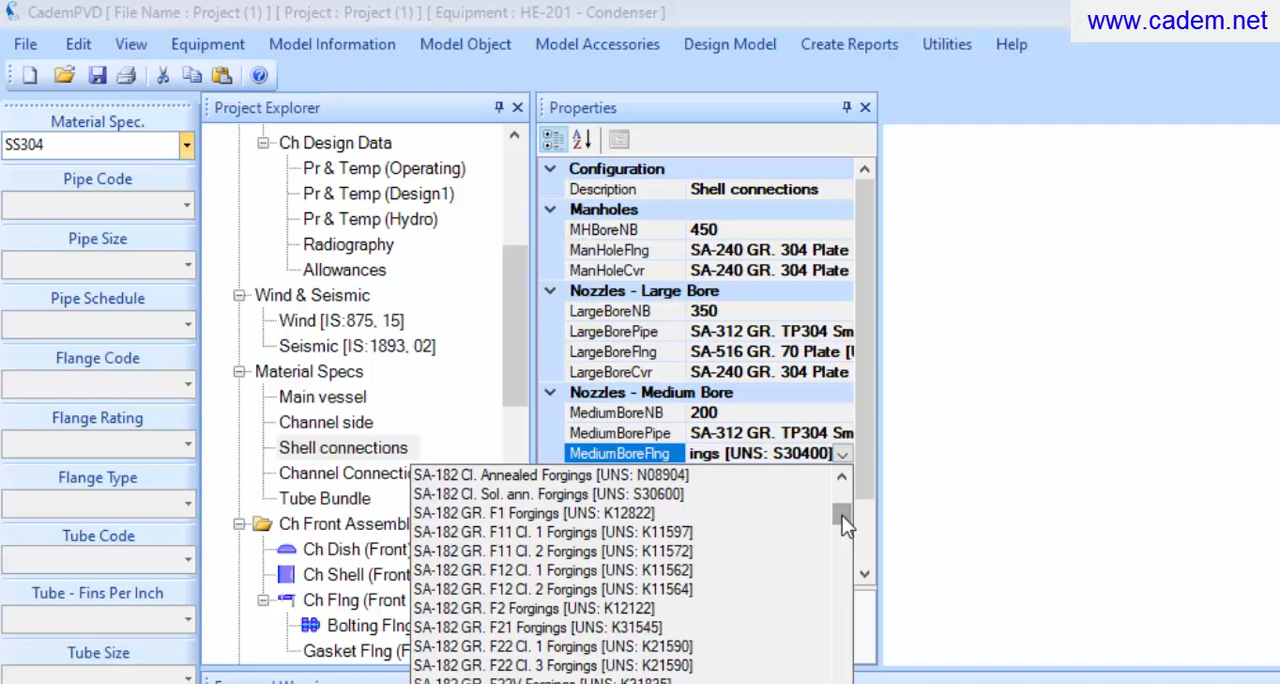 CademPVD [ File Name : Project (1) ] [ Project : Project (1) ] [ Equipment : HE-201 - Condenser ]
www.cadem.net
File Edit View Equipment Model Information Model Object Model Accessories Design Model Create Reports Utilities Help
Material Spec.
SS304
Pipe Code
Pipe Size
Pipe Schedule
Flange Code
Flange Rating
Flange Type
Tube Code
Tube - Fins Per Inch
Tube Size
Project Explorer
Ch Design Data
Pr & Temp (Operating)
Pr & Temp (Design1)
Pr & Temp (Hydro)
Radiography
Allowances
Wind & Seismic
Wind [IS:875, 15]
Seismic [IS:1893, 02]
Material Specs
Main vessel
Channel side
Shell connections
Channel Connecti
Tube Bundle
Ch Front Assembl
Ch Dish (Front)
Ch Shell (Front
Ch Flng (Front
Bolting Flng
Gasket Flng (F
Properties
Configuration
Description Shell connections
Manholes
MHBoreNB 450
ManHoleFlng SA-240 GR. 304 Plate
ManHoleCvr SA-240 GR. 304 Plate
Nozzles - Large Bore
LargeBoreNB 350
LargeBorePipe SA-312 GR. TP304 Sm
LargeBoreFlng SA-516 GR. 70 Plate [U
LargeBoreCvr SA-240 GR. 304 Plate
Nozzles - Medium Bore
MediumBoreNB 200
MediumBorePipe SA-312 GR. TP304 Sm
MediumBoreFlng ings [UNS: S30400]
SA-182 Cl. Annealed Forgings [UNS: N08904]
SA-182 Cl. Sol. ann. Forgings [UNS: S30600]
SA-182 GR. F1 Forgings [UNS: K12822]
SA-182 GR. F11 Cl. 1 Forgings [UNS: K11597]
SA-182 GR. F11 Cl. 2 Forgings [UNS: K11572]
SA-182 GR. F12 Cl. 1 Forgings [UNS: K11562]
SA-182 GR. F12 Cl. 2 Forgings [UNS: K11564]
SA-182 GR. F2 Forgings [UNS: K12122]
SA-182 GR. F21 Forgings [UNS: K31545]
SA-182 GR. F22 Cl. 1 Forgings [UNS: K21590]
SA-182 GR. F22 Cl. 3 Forgings [UNS: K21590]
SA-182 GR. F22V Forgings [UNS: K31835]